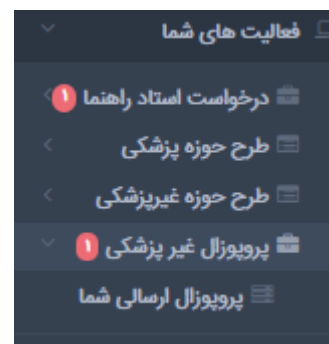 فعالیت های شما
درخواست استاد راهنما ۱
طرح حوزه پزشکی
طرح حوزه غیرپزشکی
پروپوزال غیر پزشکی ۱
پروپوزال ارسالی شما